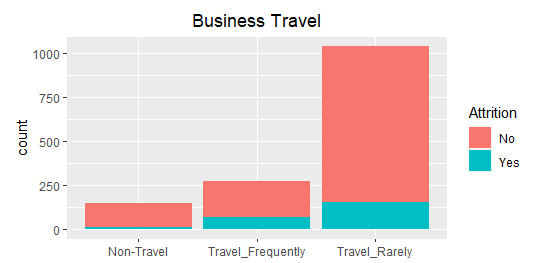 Business Travel
1000
750
500
250
0
count
Non-Travel
Travel_Frequently
Travel_Rarely
Attrition
No
Yes